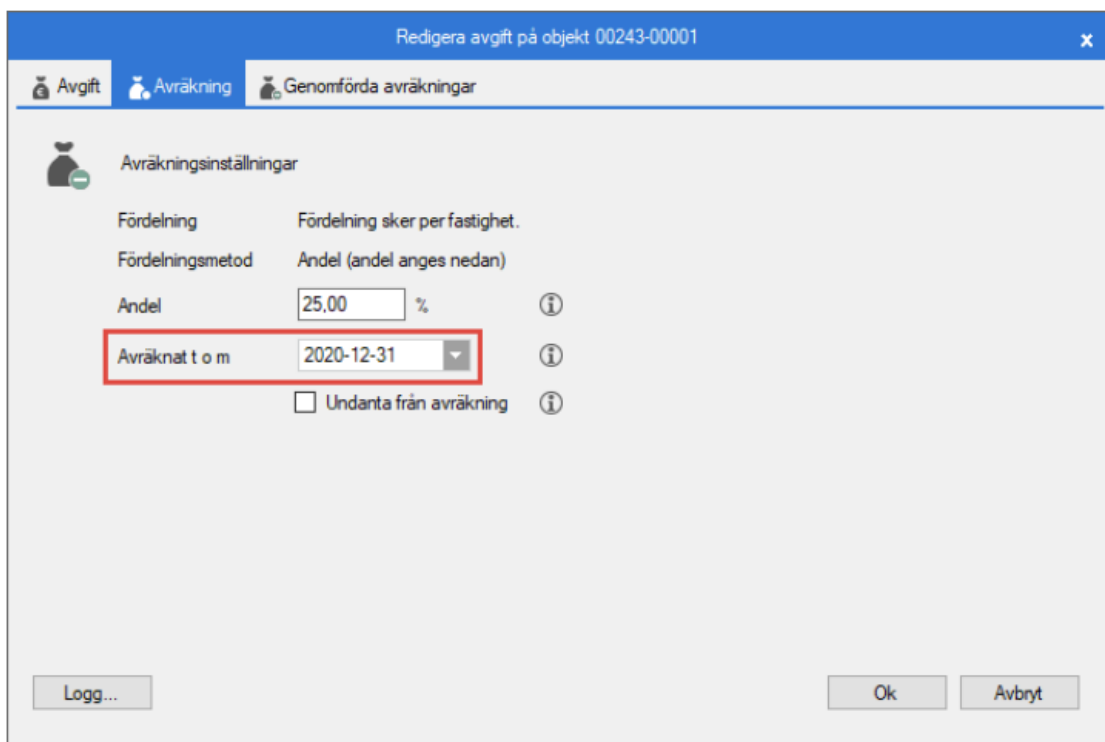 Redigera avgift på objekt 00243-00001
x
Avgift Avräkning Genomförda avräkningar
Avräkningsinställningar
Fördelning Fördelning sker per fastighet.
Fördelningsmetod Andel (andel anges nedan)
Andel 25,00 %
Avräknat t o m 2020-12-31
Undanta från avräkning
Logg... Ok Avbryt